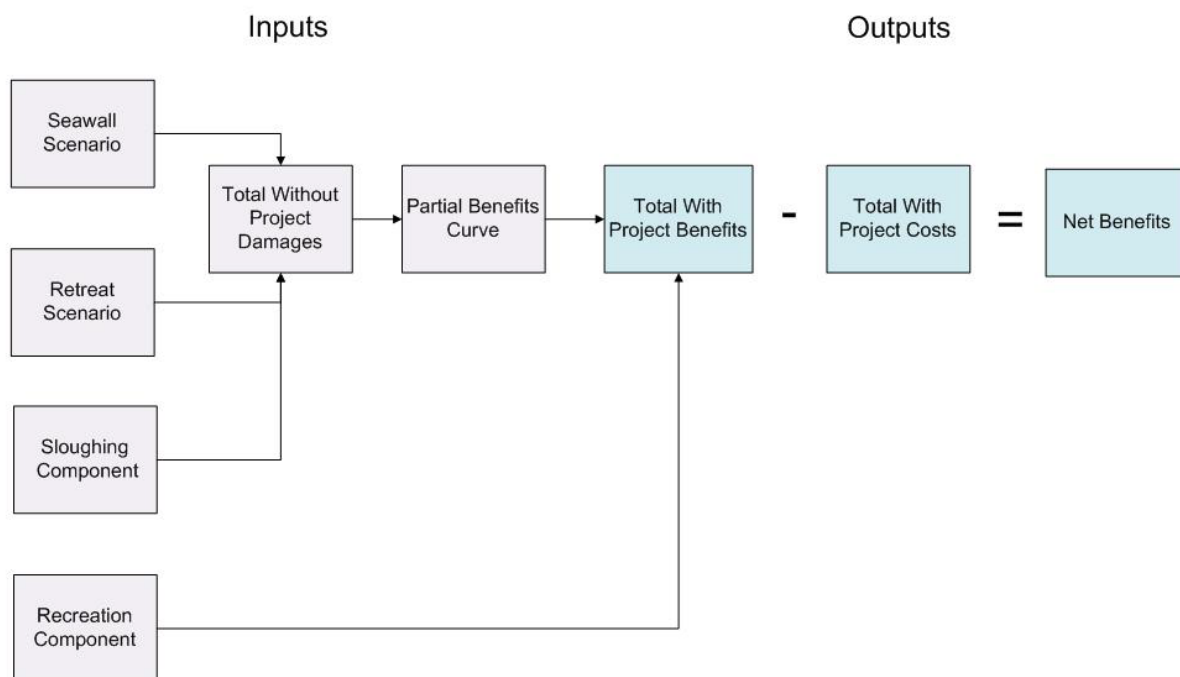 Inputs
Outputs
Seawall
Scenario
Total Without
Project
Damages
Partial Benefits
Curve
Total With
Project Benefits
-
Total With
Project Costs
=
Net Benefits
Retreat
Scenario
Sloughing
Component
Recreation
Component